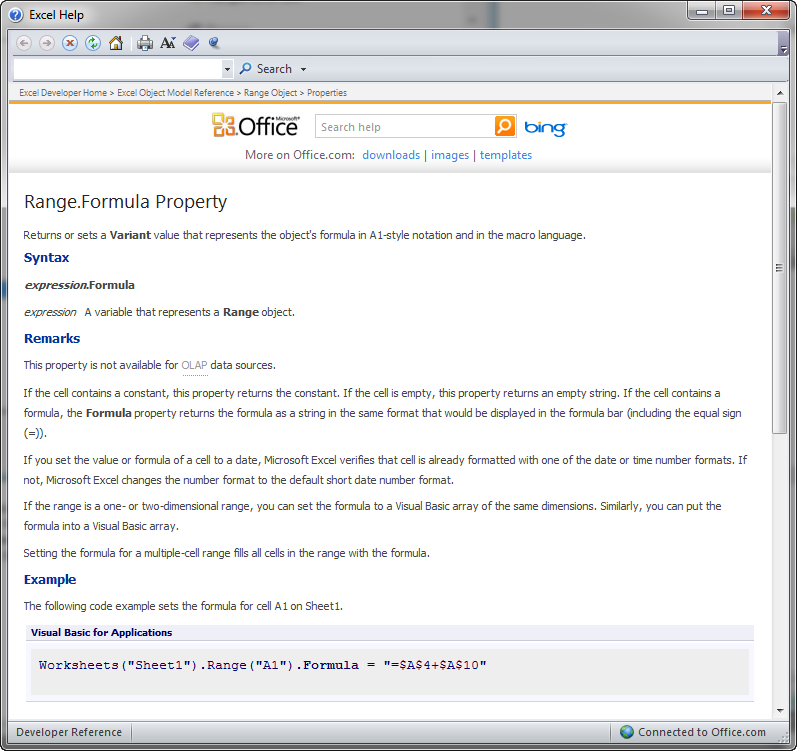 Excel Help
Search
Excel Developer Home > Excel Object Model Reference > Range Object > Properties
Microsoft®
Office
Search help
bing
More on Office.com: downloads | images | templates
Range.Formula Property
Returns or sets a Variant value that represents the object's formula in A1-style notation and in the macro language.
Syntax
expression.Formula
expression A variable that represents a Range object.
Remarks
This property is not available for OLAP data sources.
If the cell contains a constant, this property returns the constant. If the cell is empty, this property returns an empty string. If the cell contains a
formula, the Formula property returns the formula as a string in the same format that would be displayed in the formula bar (including the equal sign
(=)).
If you set the value or formula of a cell to a date, Microsoft Excel verifies that cell is already formatted with one of the date or time number formats. If
not, Microsoft Excel changes the number format to the default short date number format.
If the range is a one- or two-dimensional range, you can set the formula to a Visual Basic array of the same dimensions. Similarly, you can put the
formula into a Visual Basic array.
Setting the formula for a multiple-cell range fills all cells in the range with the formula.
Example
The following code example sets the formula for cell A1 on Sheet1.
Visual Basic for Applications
Worksheets("Sheet1").Range("A1").Formula = "=$A$4+$A$10"
Developer Reference
Connected to Office.com